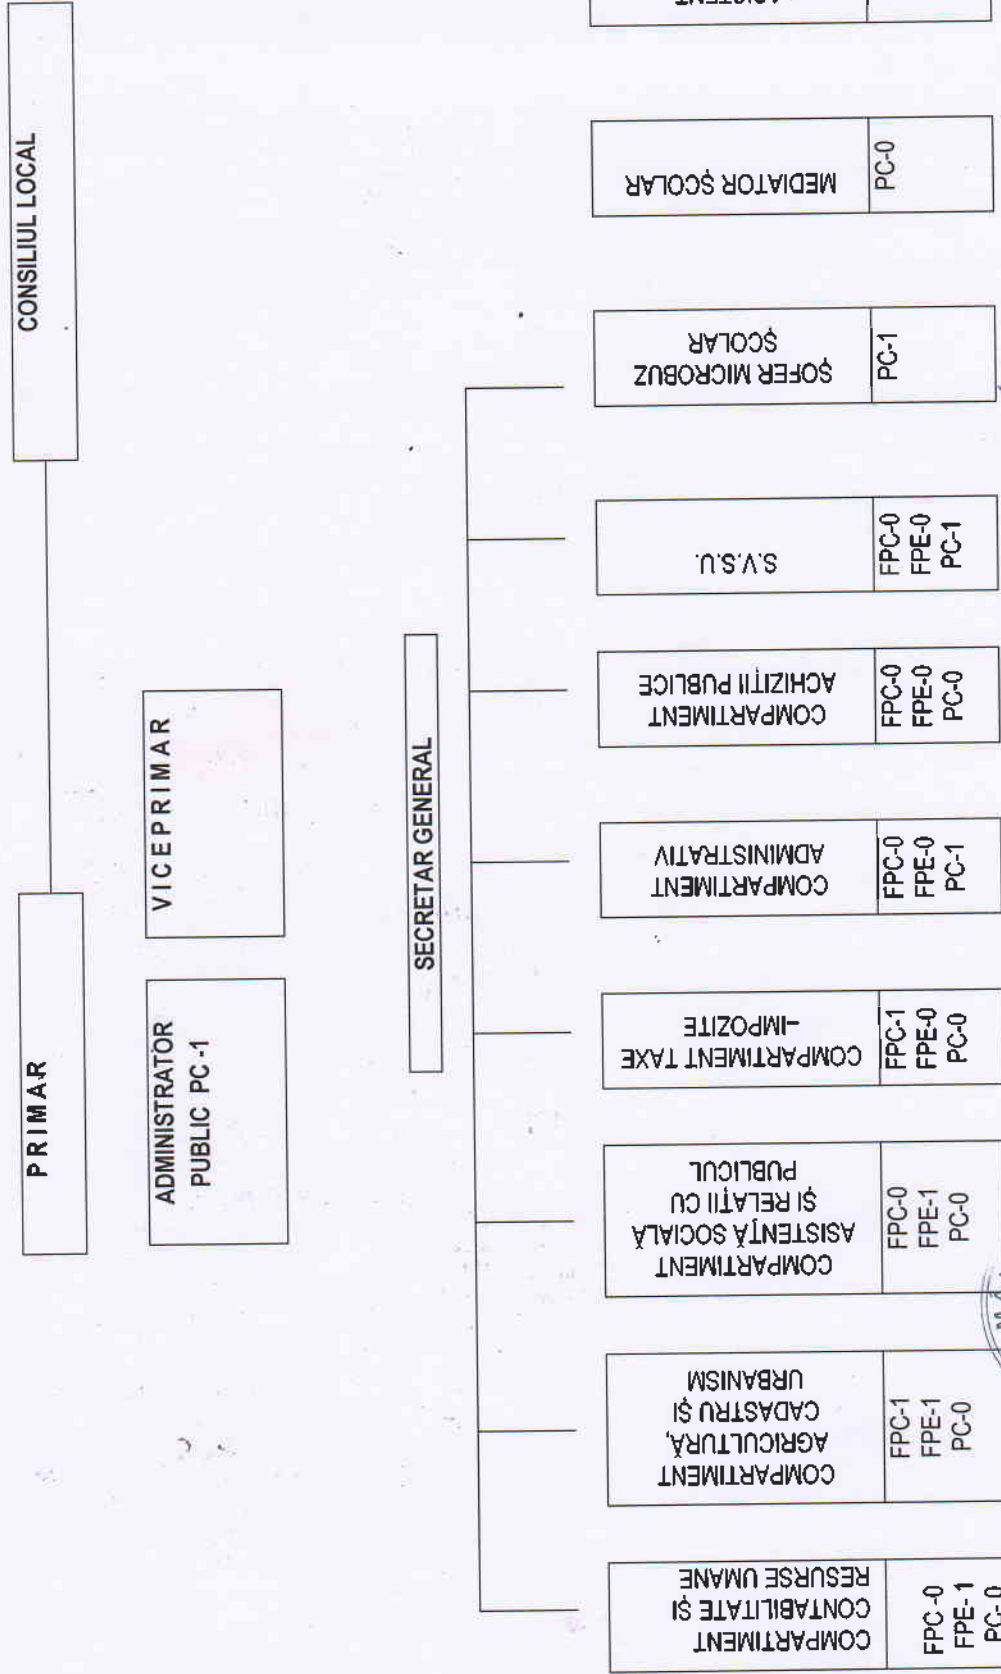 CONSILIUL LOCAL
PRIMAR
ADMINISTRATOR
PUBLIC PC -1
VICEPRIMAR
SECRETAR GENERAL
COMPARTIMENT
CONTABILITATE ȘI
RESURSE UMANE
FPC -0
FPE- 1
PC- 0
COMPARTIMENT
AGRICULTURĂ,
CADASTRU ȘI
URBANISM
FPC-1
FPE-1
PC-0
COMPARTIMENT
ASISTENȚĂ SOCIALĂ
ȘI RELAȚII CU
PUBLICUL
FPC-0
FPE-1
PC-0
COMPARTIMENT TAXE
–IMPOZITE
FPC-1
FPE-0
PC-0
COMPARTIMENT
ADMINISTRATIV
FPC-0
FPE-0
PC-1
COMPARTIMENT
ACHIZIȚII PUBLICE
FPC-0
FPE-0
PC-0
S.V.S.U.
FPC-0
FPE-0
PC-1
ȘOFER MICROBUZ
ȘCOLAR
PC-1
MEDIATOR ȘCOLAR
PC-0